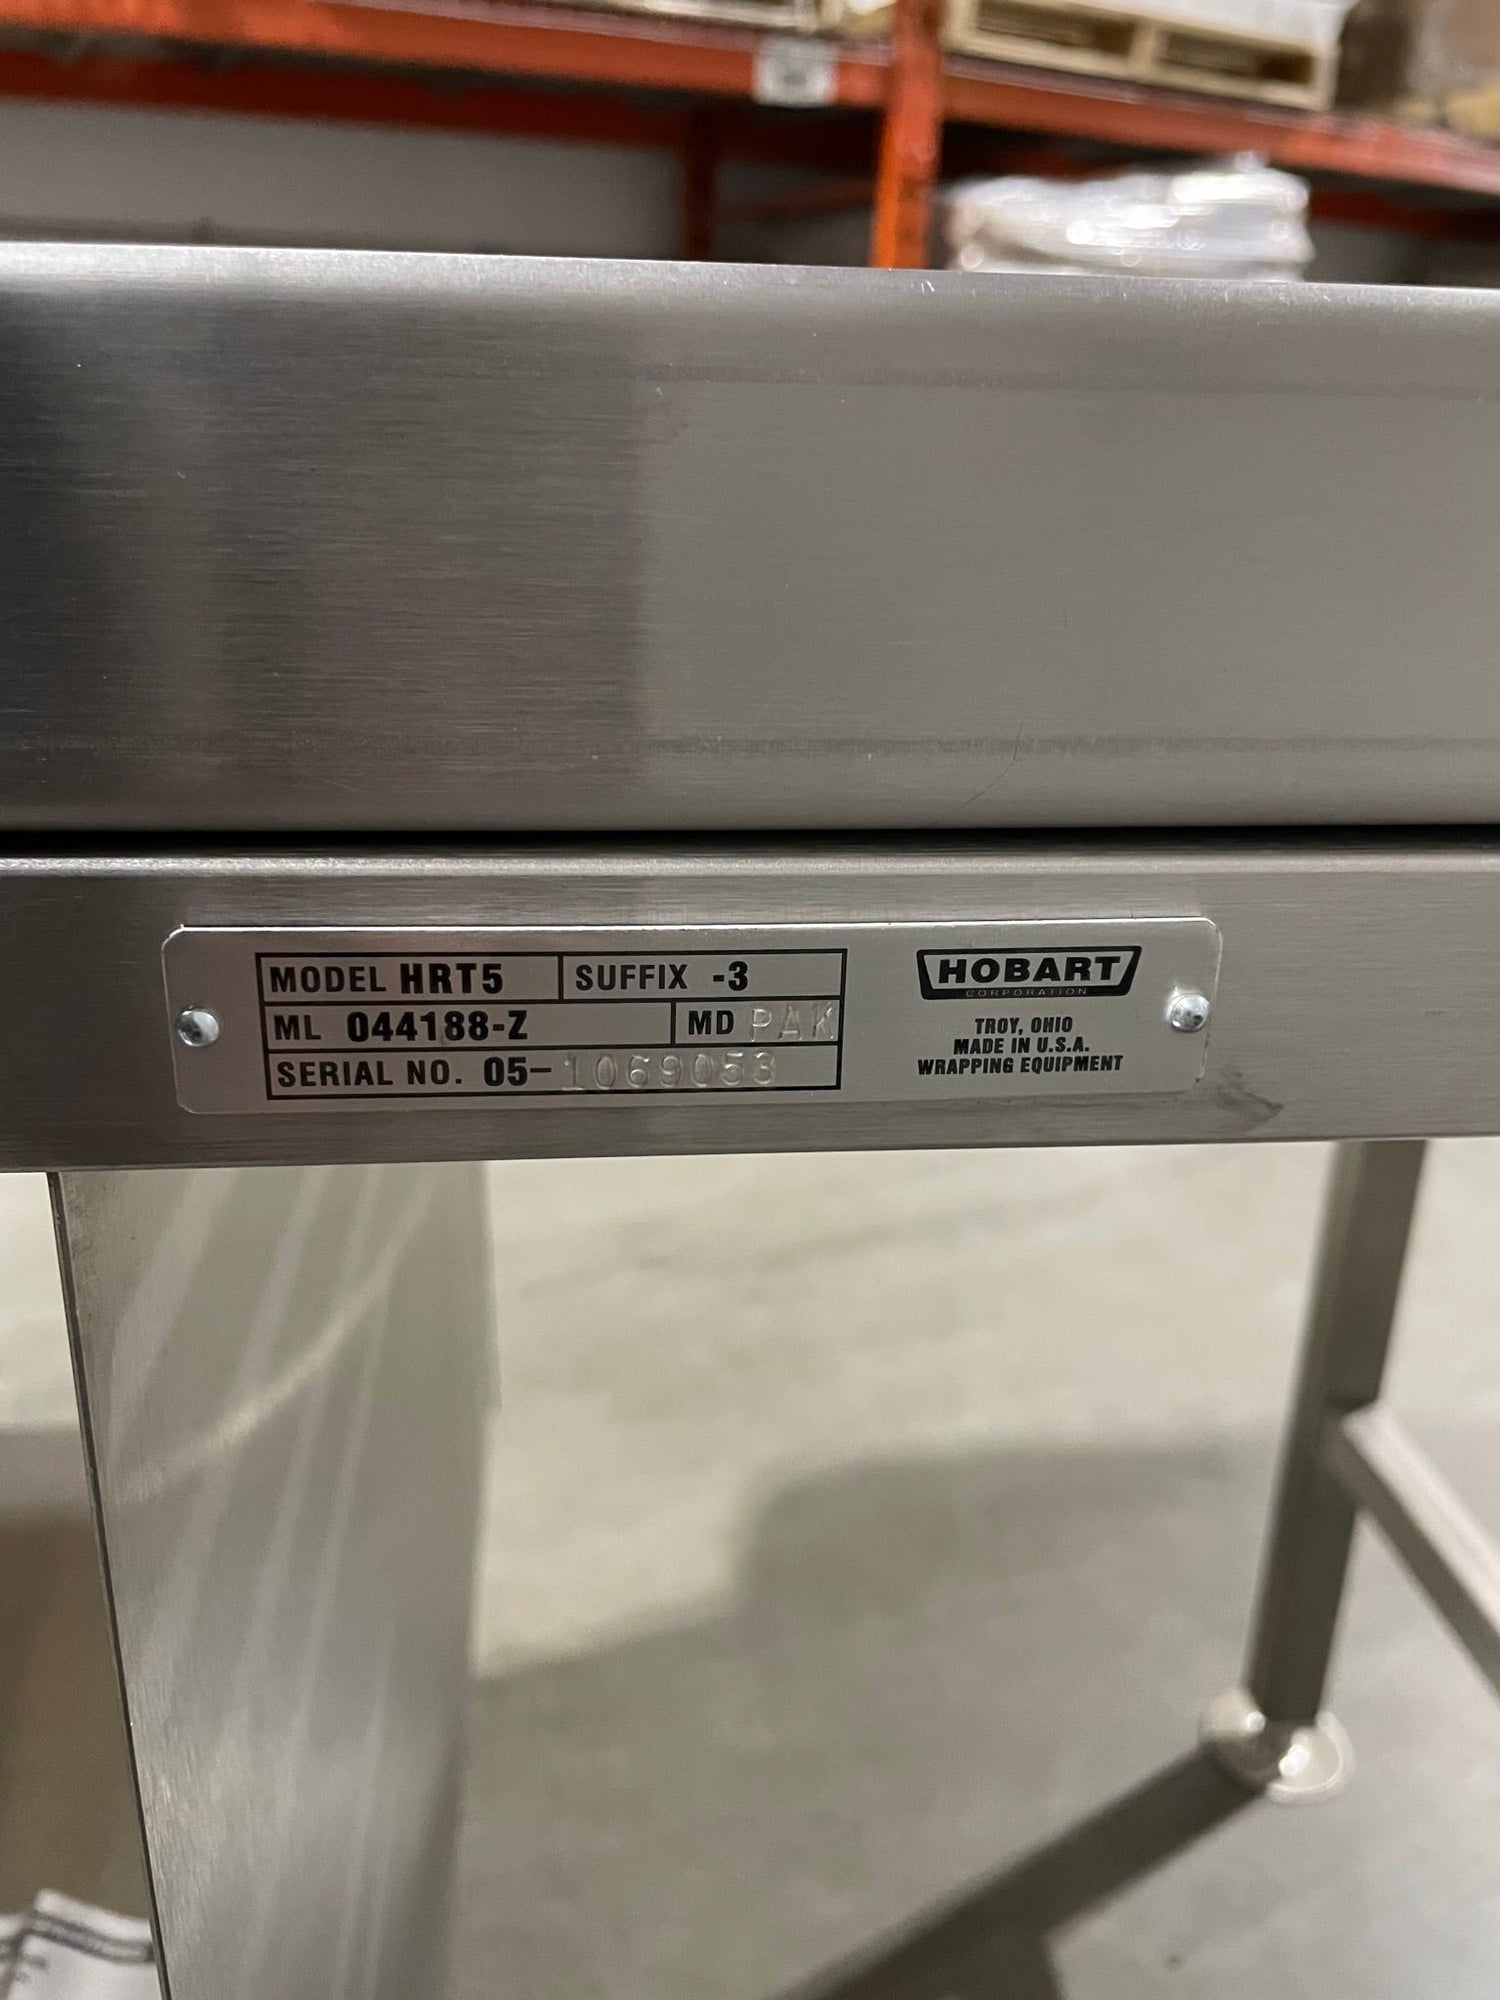 MODEL HRT5 SUFFIX -3
ML 044188-Z MD PAK
SERIAL NO. 05-1069053
HOBART
CORPORATION
TROY, OHIO
MADE IN U.S.A.
WRAPPING EQUIPMENT